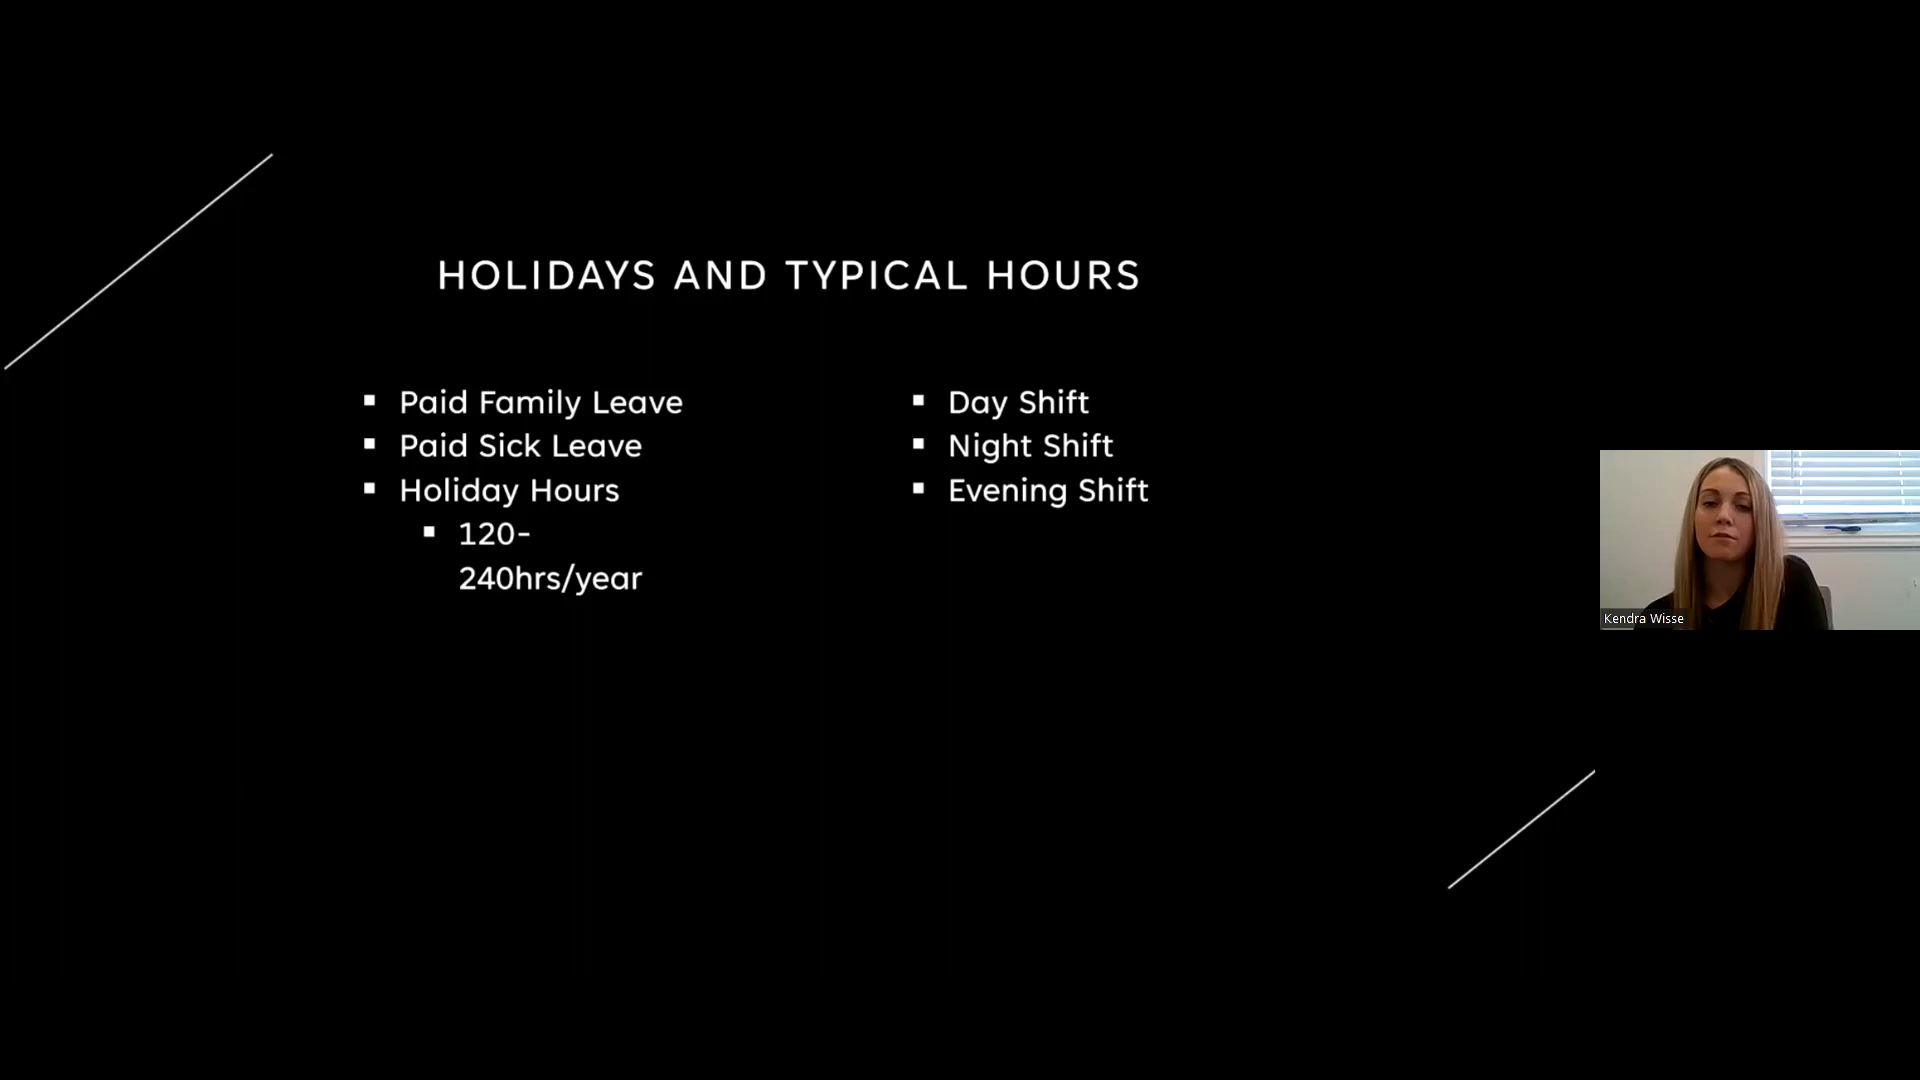 HOLIDAYS AND TYPICAL HOURS
▪ Paid Family Leave
▪ Paid Sick Leave
▪ Holiday Hours
▪ 120-
240hrs/year
▪ Day Shift
▪ Night Shift
▪ Evening Shift
Kendra Wisse